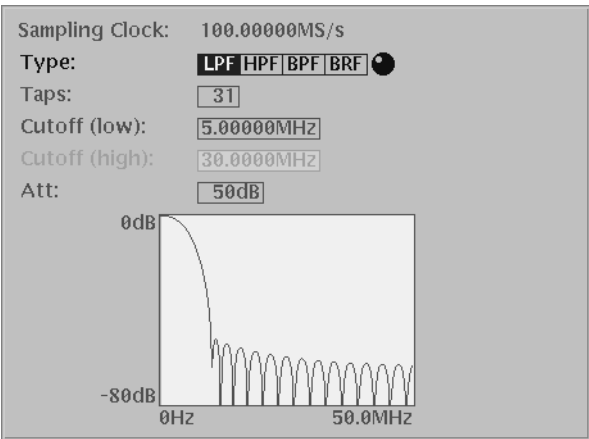 Sampling Clock: 100.00000MS/s
Type: LPF HPF BPF BRF
Taps: 31
Cutoff (low): 5.00000MHz
Cutoff (high): 30.0000MHz
Att: 50dB
0dB
-80dB
0Hz 50.0MHz